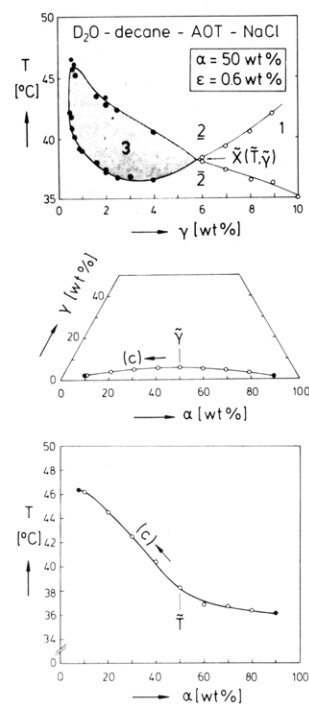 D₂O - decane - AOT - NaCl
T
[°C]
α = 50 wt %
ε = 0.6 wt %
50
45
40
35
3
2
1
X̃(T̃,γ̃)
2̄
0
2
4
6
8
10
γ [wt %]
γ [wt %]
40
20
0
γ̃
(c)
0
20
40
60
80
100
α [wt %]
50
T
[°C]
46
44
42
40
38
36
34
0
(c)
T̃
0
20
40
60
80
100
α [wt %]